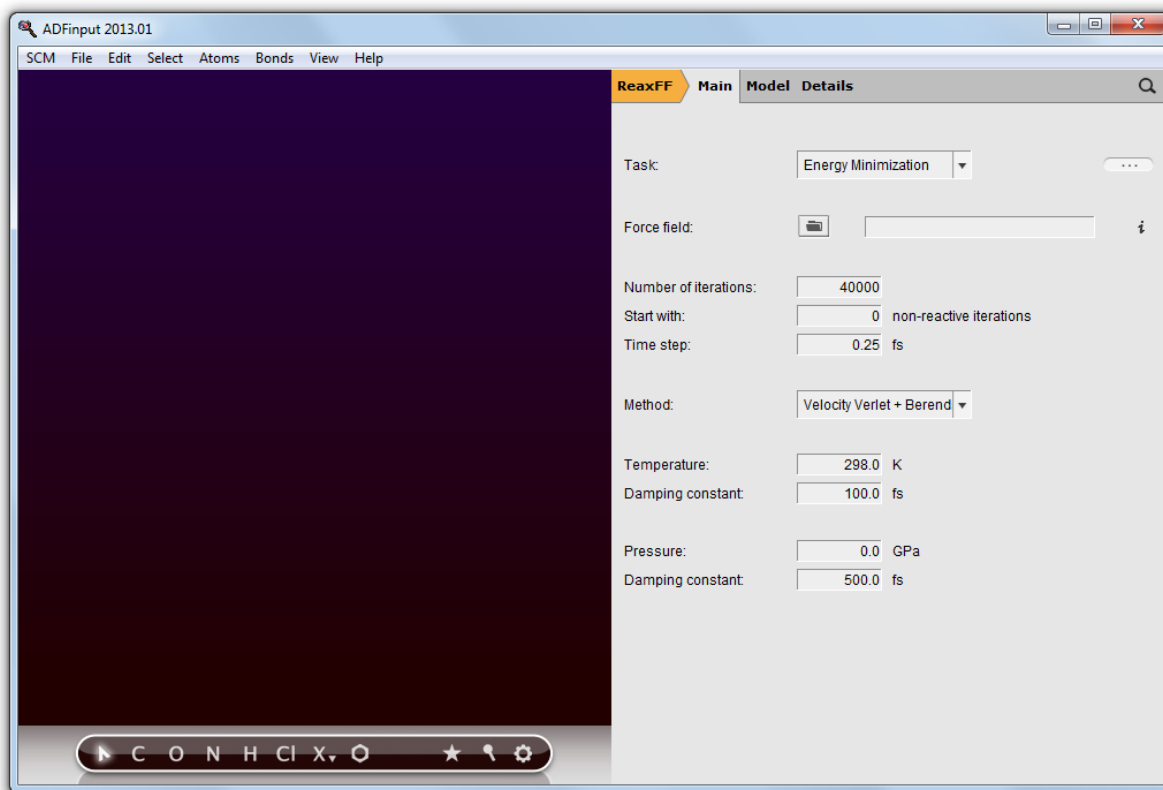 ADFinput 2013.01
SCM File Edit Select Atoms Bonds View Help
ReaxFF Main Model Details
Task: Energy Minimization ...
Force field: i
Number of iterations: 40000
Start with: 0 non-reactive iterations
Time step: 0.25 fs
Method: Velocity Verlet + Berend
Temperature: 298.0 K
Damping constant: 100.0 fs
Pressure: 0.0 GPa
Damping constant: 500.0 fs
C O N H Cl X